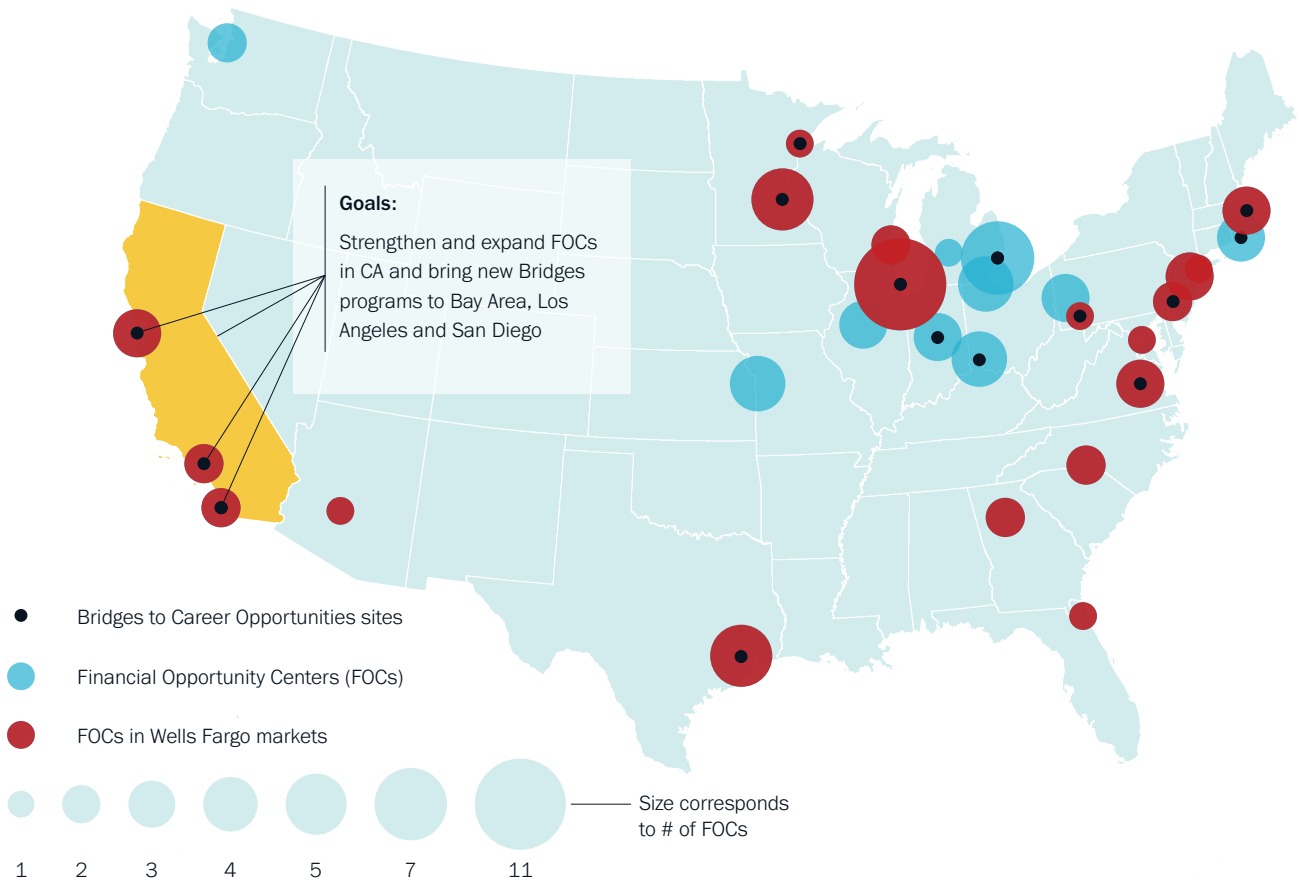 Goals:
Strengthen and expand FOCs
in CA and bring new Bridges
programs to Bay Area, Los
Angeles and San Diego
Bridges to Career Opportunities sites
Financial Opportunity Centers (FOCs)
FOCs in Wells Fargo markets
Size corresponds
to # of FOCs
1 2 3 4 5 7 11